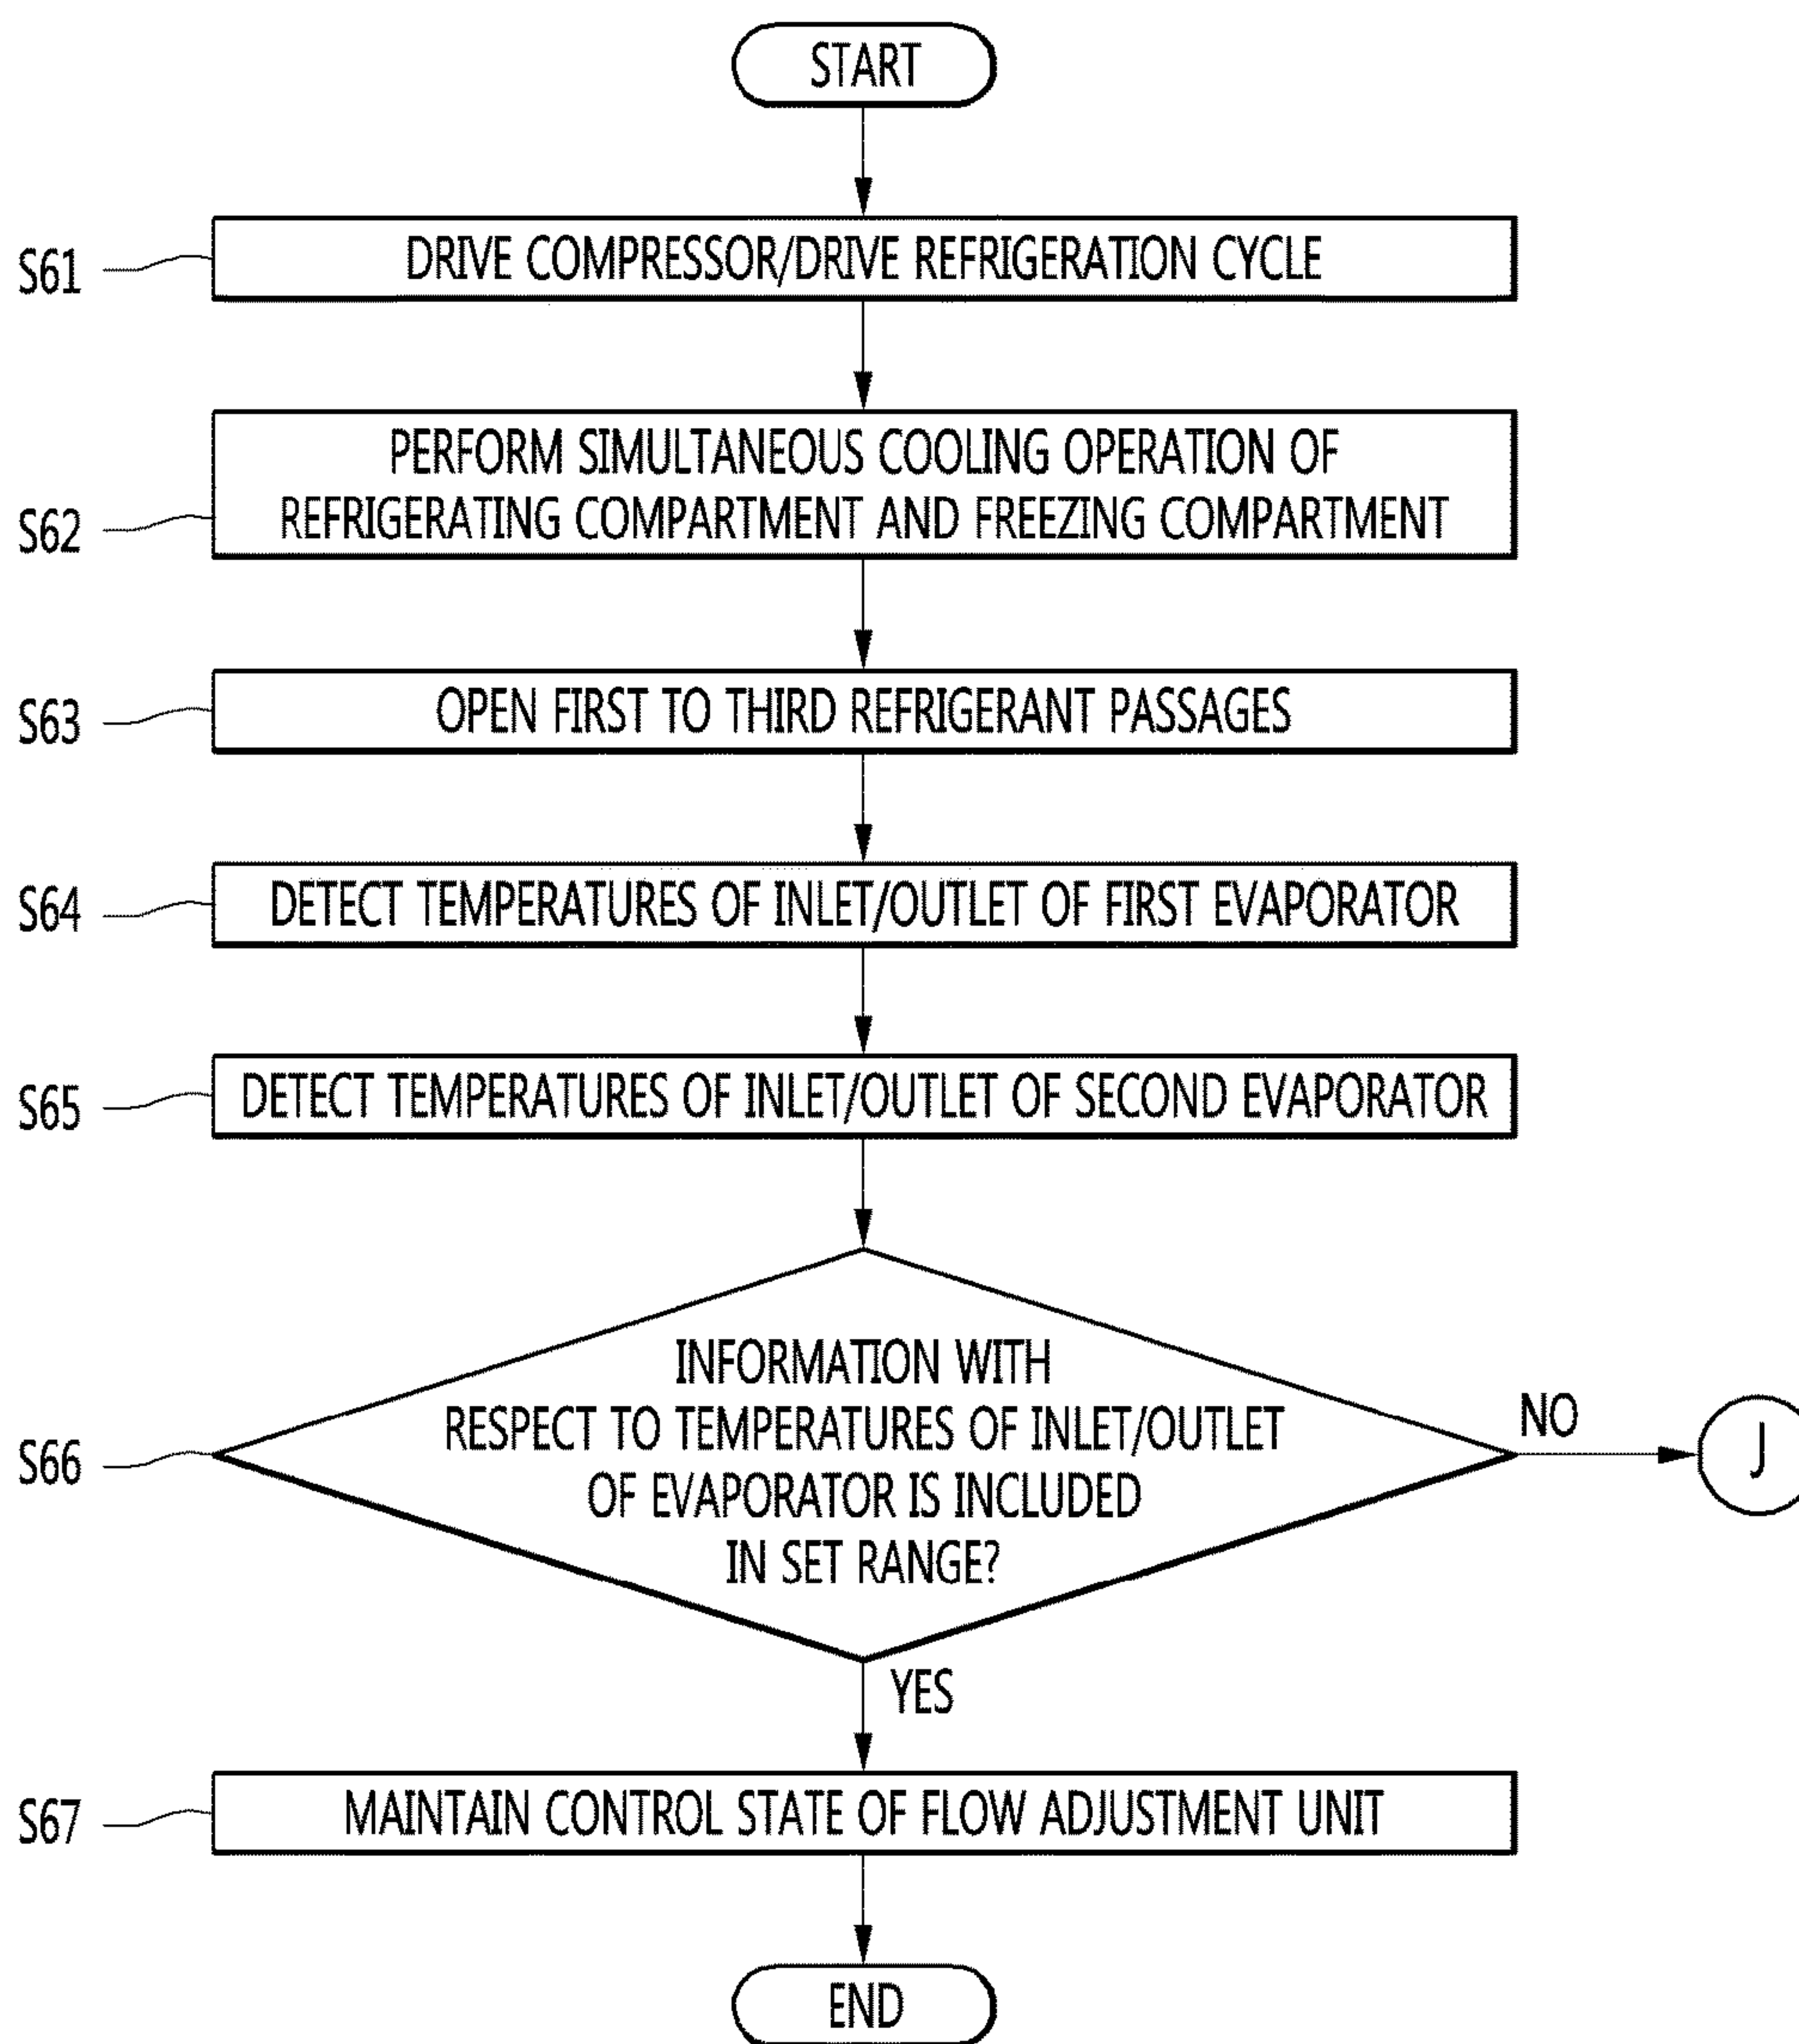 START
S61
DRIVE COMPRESSOR/DRIVE REFRIGERATION CYCLE
PERFORM SIMULTANEOUS COOLING OPERATION OF
S62
REFRIGERATING COMPARTMENT AND FREEZING COMPARTMENT
S63
OPEN FIRST TO THIRD REFRIGERANT PASSAGES
S64
DETECT TEMPERATURES OF INLET/OUTLET OF FIRST EVAPORATOR
S65
DETECT TEMPERATURES OF INLET/OUTLET OF SECOND EVAPORATOR
S66
INFORMATION WITH
RESPECT TO TEMPERATURES OF INLET/OUTLET
OF EVAPORATOR IS INCLUDED
IN SET RANGE?
NO
J
YES
S67
MAINTAIN CONTROL STATE OF FLOW ADJUSTMENT UNIT
END